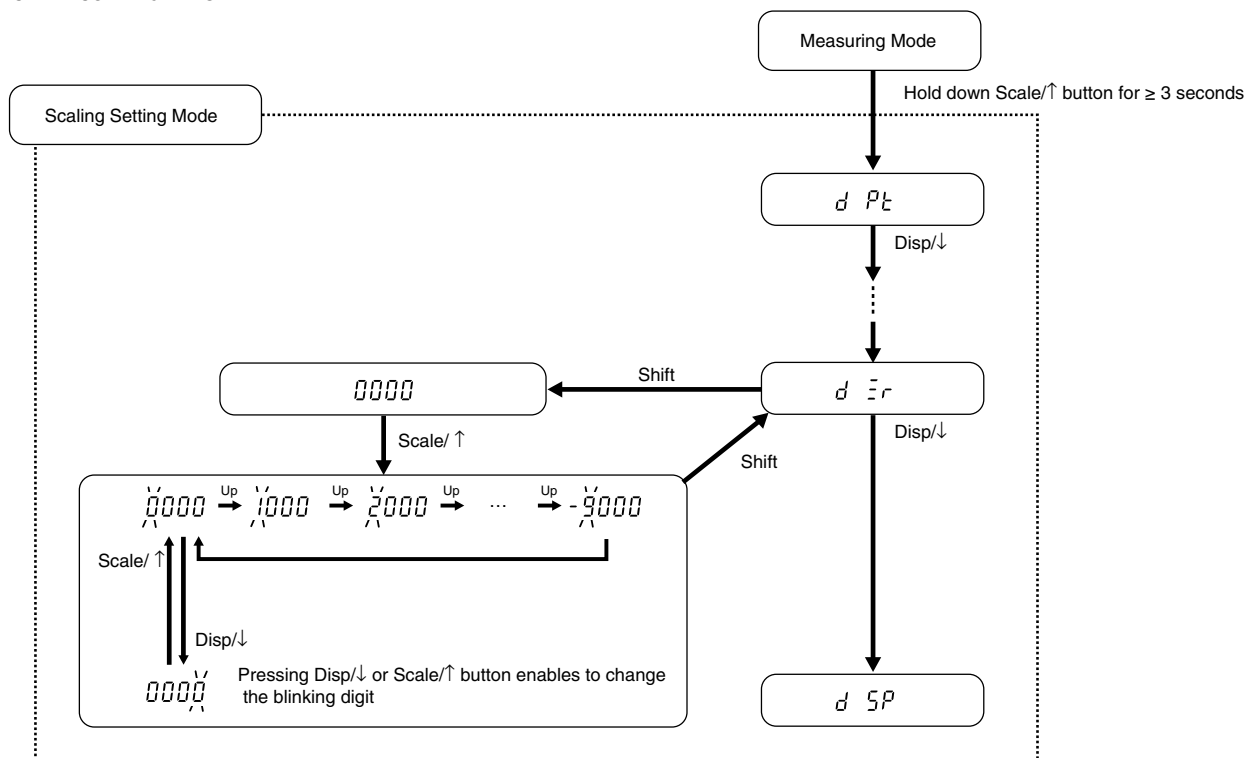 Measuring Mode
Hold down Scale/↑ button for ≥ 3 seconds
Scaling Setting Mode
d Pt
Disp/↓
0000
Shift
d Ξr
Disp/↓
Scale/ ↑
Shift
0000 Up 1000 Up 2000 Up ... Up -9000
Scale/ ↑
Disp/↓
0000
Pressing Disp/↓ or Scale/↑ button enables to change
the blinking digit
d SP